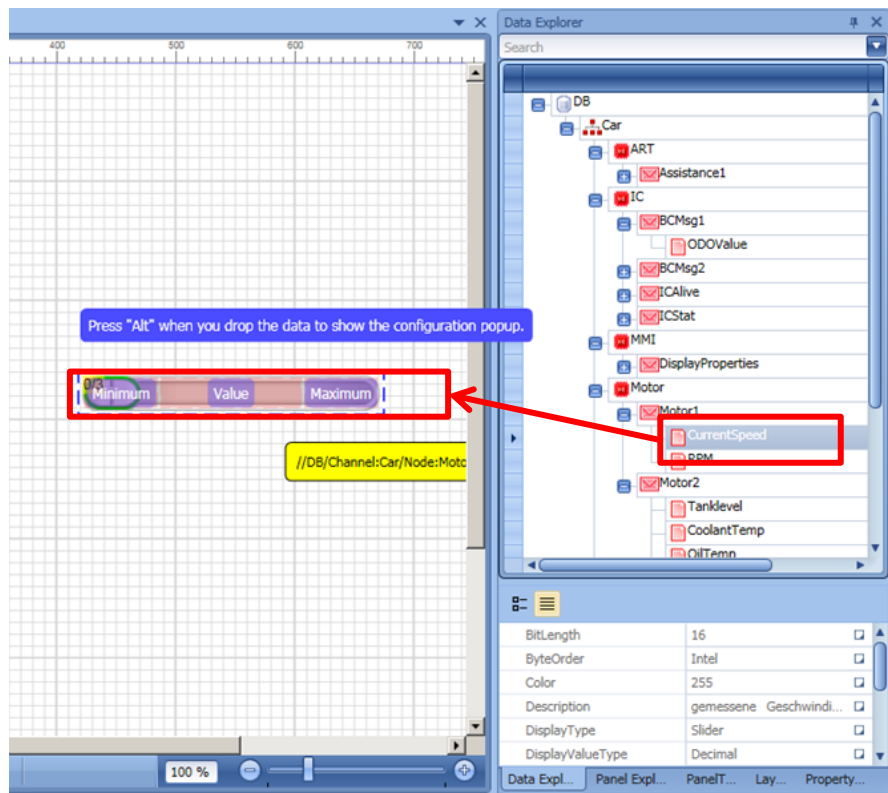 Data Explorer
400 500 600 700
Search
DB
Car
ART
Assistance1
IC
BCMsg1
ODOValue
BCMsg2
ICAlive
ICStat
Press "Alt" when you drop the data to show the configuration popup.
MMI
DisplayProperties
0/3
Minimum Value Maximum
Motor
Motor1
CurrentSpeed
RPM
//DB/Channel:Car/Node:Moto
Motor2
Tanklevel
CoolantTemp
OilTemp
BitLength 16
ByteOrder Intel
Color 255
Description gemessene Geschwindi...
DisplayType Slider
DisplayValueType Decimal
100 %
Data Expl... Panel Expl... PanelT... Lay... Property...